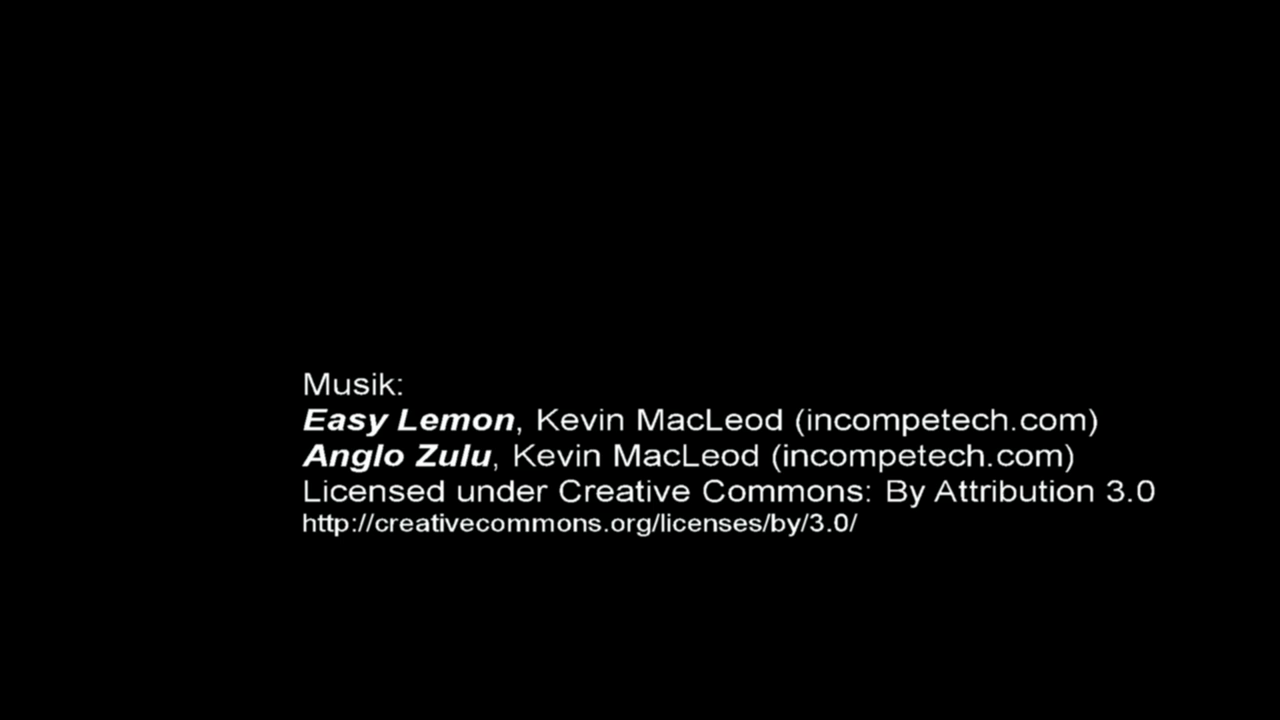 Musik:
Easy Lemon, Kevin MacLeod (incompetech.com)
Anglo Zulu, Kevin MacLeod (incompetech.com)
Licensed under Creative Commons: By Attribution 3.0
http://creativecommons.org/licenses/by/3.0/